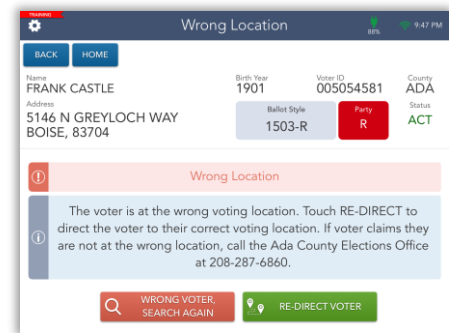 TRAINING
Wrong Location
88%
9:47 PM
BACK
HOME
Name
FRANK CASTLE
Birth Year
1901
Voter ID
005054581
County
ADA
Address
5146 N GREYLOCH WAY
BOISE, 83704
Ballot Style
1503-R
Party
R
Status
ACT
Wrong Location
The voter is at the wrong voting location. Touch RE-DIRECT to
direct the voter to their correct voting location. If voter claims they
are not at the wrong location, call the Ada County Elections Office
at 208-287-6860.
WRONG VOTER,
SEARCH AGAIN
RE-DIRECT VOTER